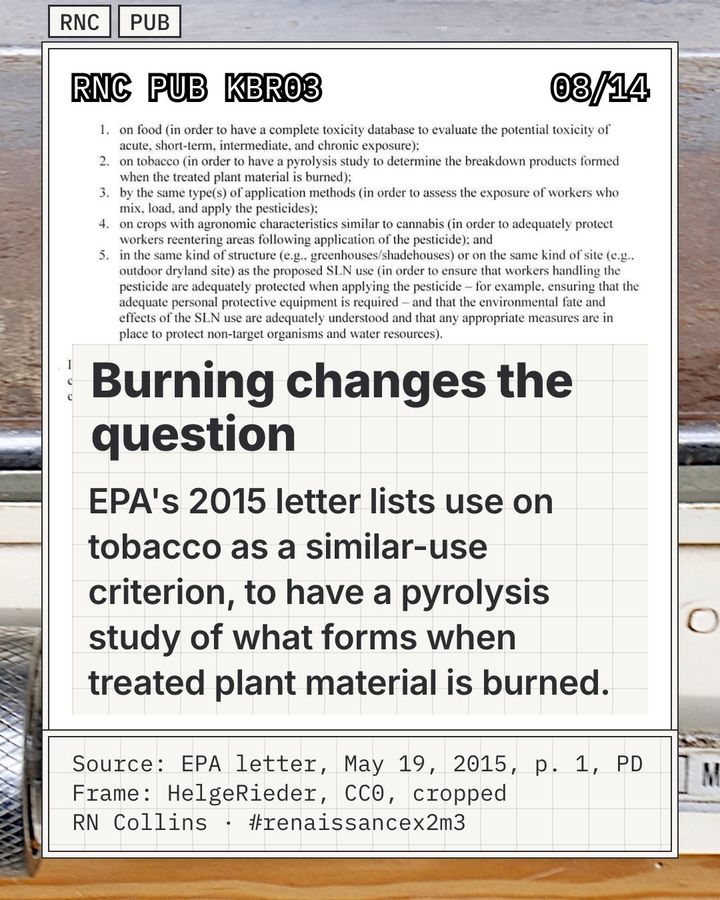 RNC PUB
RNC PUB KBR03 08/14
1. on food (in order to have a complete toxicity database to evaluate the potential toxicity of
acute, short-term, intermediate, and chronic exposure);
2. on tobacco (in order to have a pyrolysis study to determine the breakdown products formed
when the treated plant material is burned);
3. by the same type(s) of application methods (in order to assess the exposure of workers who
mix, load, and apply the pesticides);
4. on crops with agronomic characteristics similar to cannabis (in order to adequately protect
workers reentering areas following application of the pesticide); and
5. in the same kind of structure (e.g., greenhouses/shadehouses) or on the same kind of site (e.g.,
outdoor dryland site) as the proposed SLN use (in order to ensure that workers handling the
pesticide are adequately protected when applying the pesticide – for example, ensuring that the
adequate personal protective equipment is required – and that the environmental fate and
effects of the SLN use are adequately understood and that any appropriate measures are in
place to protect non-target organisms and water resources).
Burning changes the
question
EPA's 2015 letter lists use on
tobacco as a similar-use
criterion, to have a pyrolysis
study of what forms when
treated plant material is burned.
Source: EPA letter, May 19, 2015, p. 1, PD
Frame: HelgeRieder, CC0, cropped
RN Collins · #renaissancex2m3